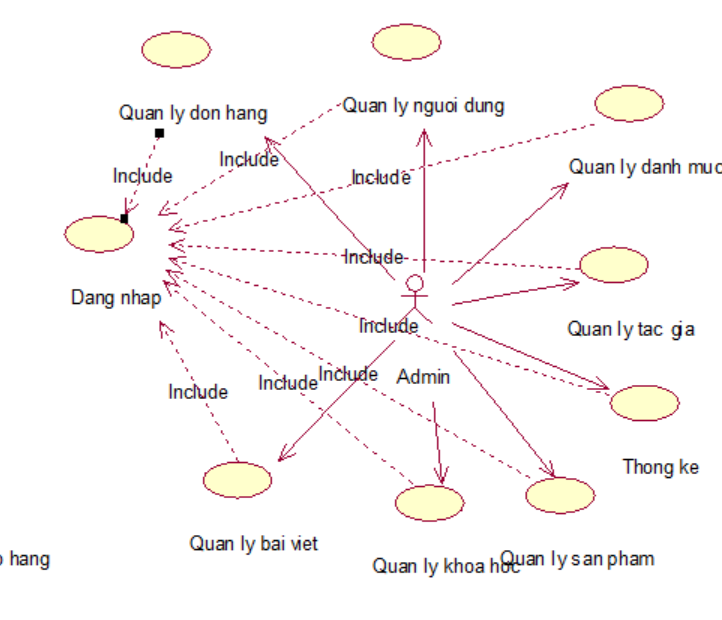 Quan ly don hang
Quan ly nguoi dung
Quan ly danh muc
Include
Include
Include
Include
Dang nhap
Quan ly tac gia
Include
Admin
Include
Include
Include
Thong ke
Quan ly bai viet
Quan ly khoa hoc
Quan ly san pham
hang